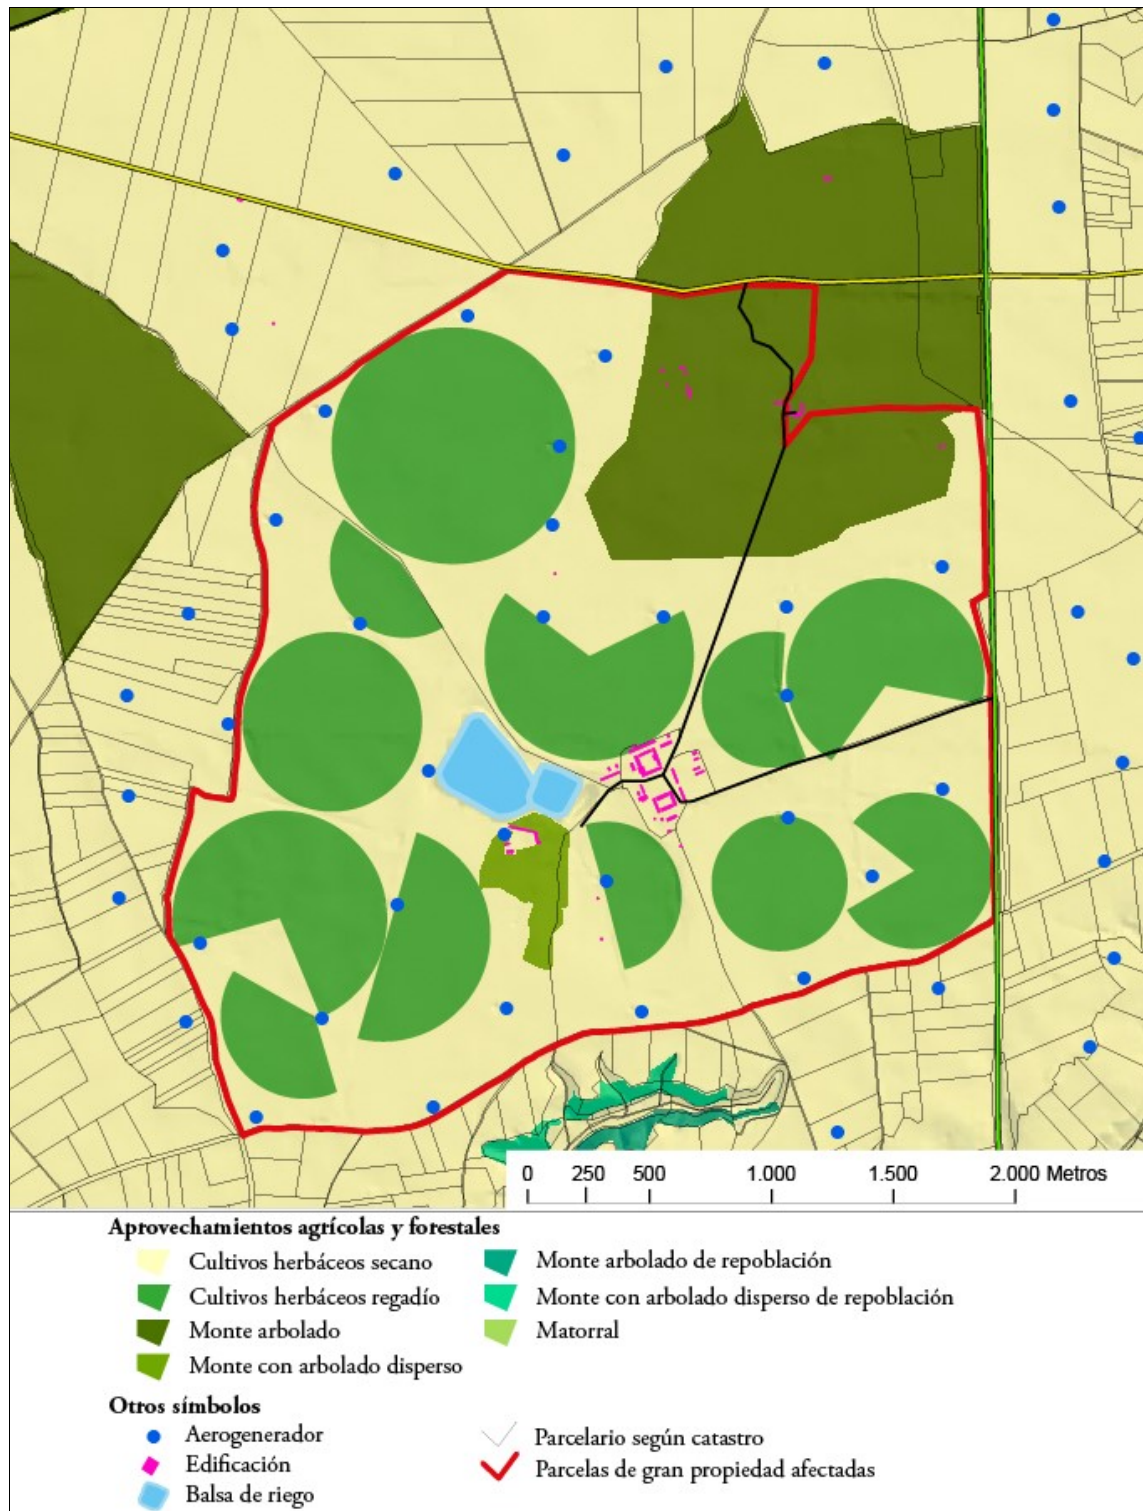 0 250 500 1.000 1.500 2.000 Metros
Aprovechamientos agrícolas y forestales
Cultivos herbáceos secano
Cultivos herbáceos regadío
Monte arbolado
Monte con arbolado disperso
Monte arbolado de repoblación
Monte con arbolado disperso de repoblación
Matorral
Otros símbolos
Aerogenerador
Edificación
Balsa de riego
Parcelario según catastro
Parcelas de gran propiedad afectadas